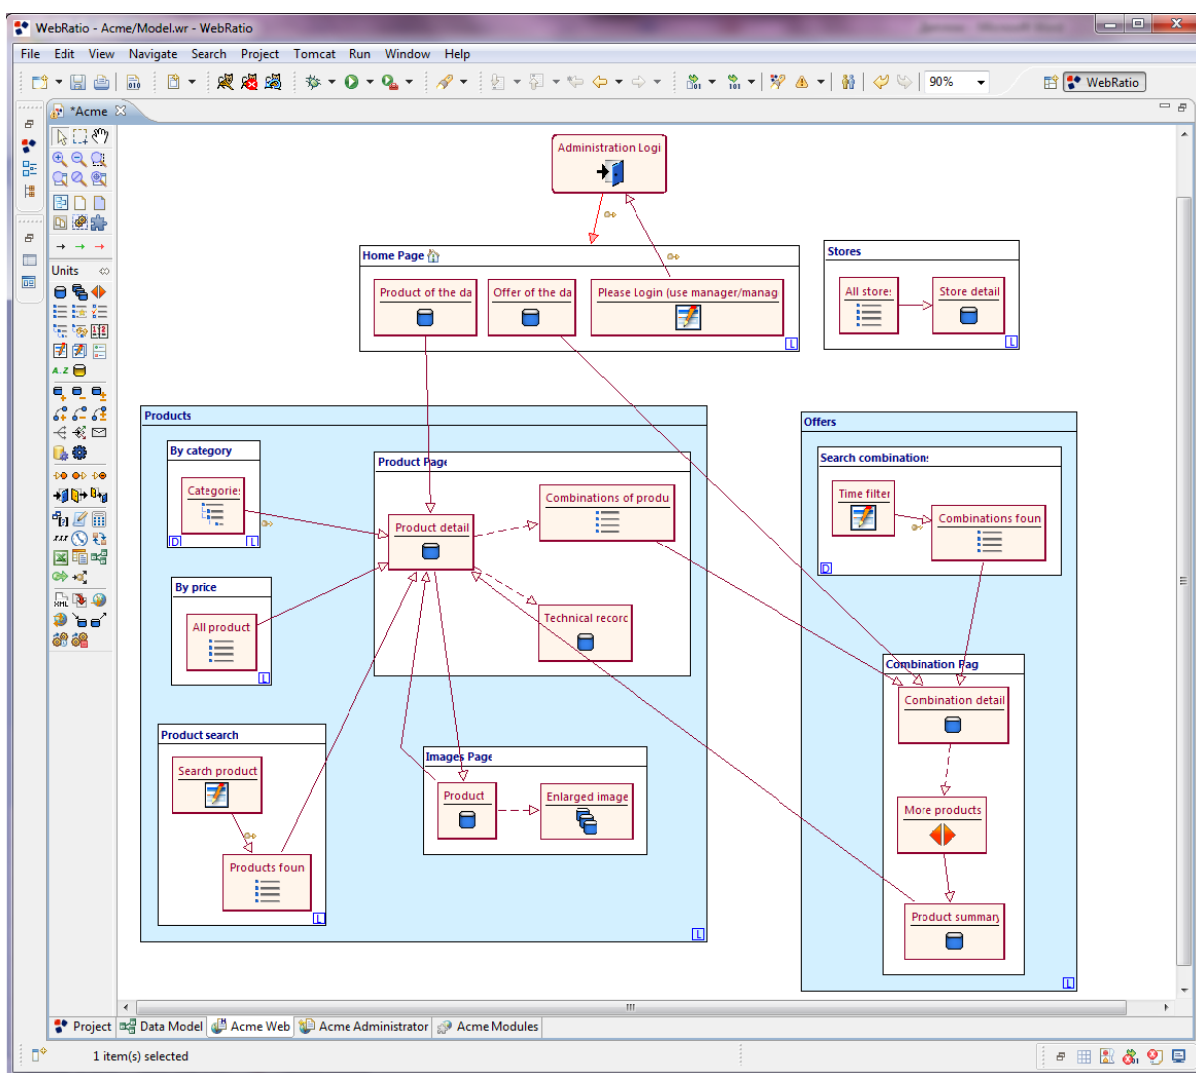 WebRatio - Acme/Model.wr - WebRatio
File Edit View Navigate Search Project Tomcat Run Window Help
90%
WebRatio
*Acme
Units
Administration Logi
Home Page
Product of the da
Offer of the da
Please Login (use manager/manag
L
Stores
All stores
Store detail
L
Products
By category
Categories
D
L
By price
All product
L
Product search
Search product
Products foun
L
Product Page
Product detail
Combinations of produ
Technical recorc
Images Page
Product
Enlarged image
L
Offers
Search combinations
Time filter
Combinations foun
D
Combination Pag
Combination detail
More products
Product summary
L
Project
Data Model
Acme Web
Acme Administrator
Acme Modules
1 item(s) selected